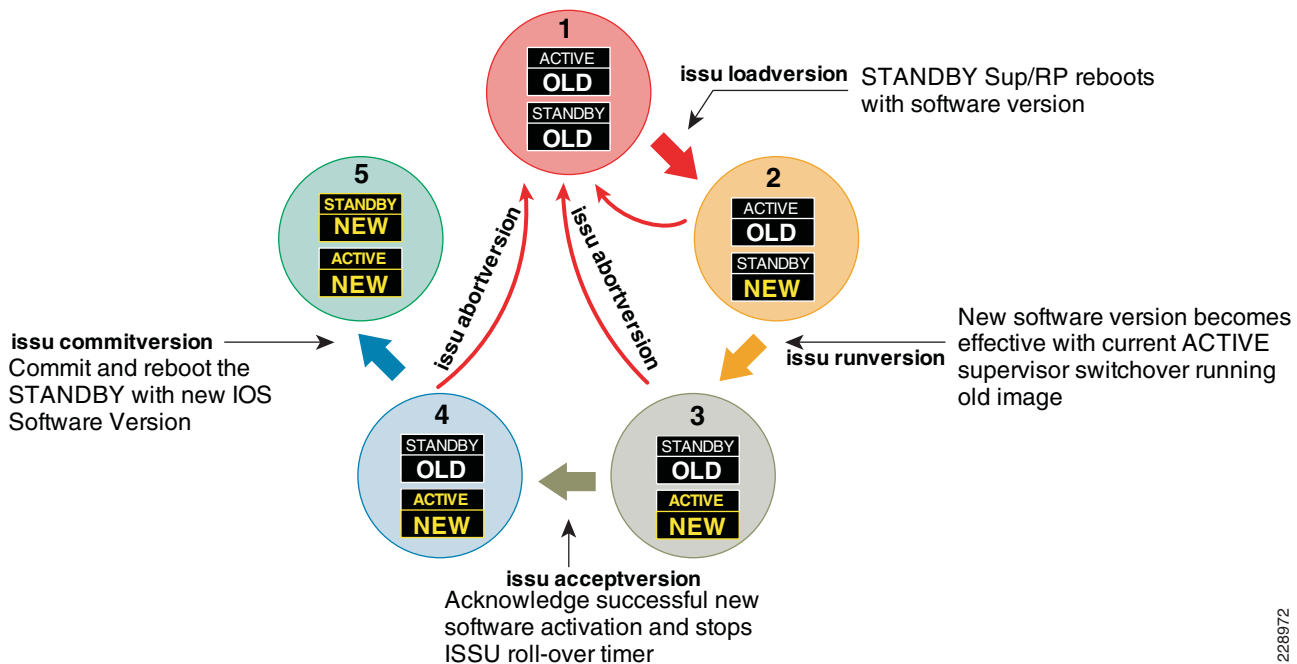 1
ACTIVE
OLD
STANDBY
OLD
issu loadversion
STANDBY Sup/RP reboots
with software version
2
ACTIVE
OLD
STANDBY
NEW
5
STANDBY
NEW
ACTIVE
NEW
issu abortversion
issu abortversion
issu commitversion
Commit and reboot the
STANDBY with new IOS
Software Version
issu runversion
New software version becomes
effective with current ACTIVE
supervisor switchover running
old image
4
STANDBY
OLD
ACTIVE
NEW
3
STANDBY
OLD
ACTIVE
NEW
issu acceptversion
Acknowledge successful new
software activation and stops
ISSU roll-over timer
228972